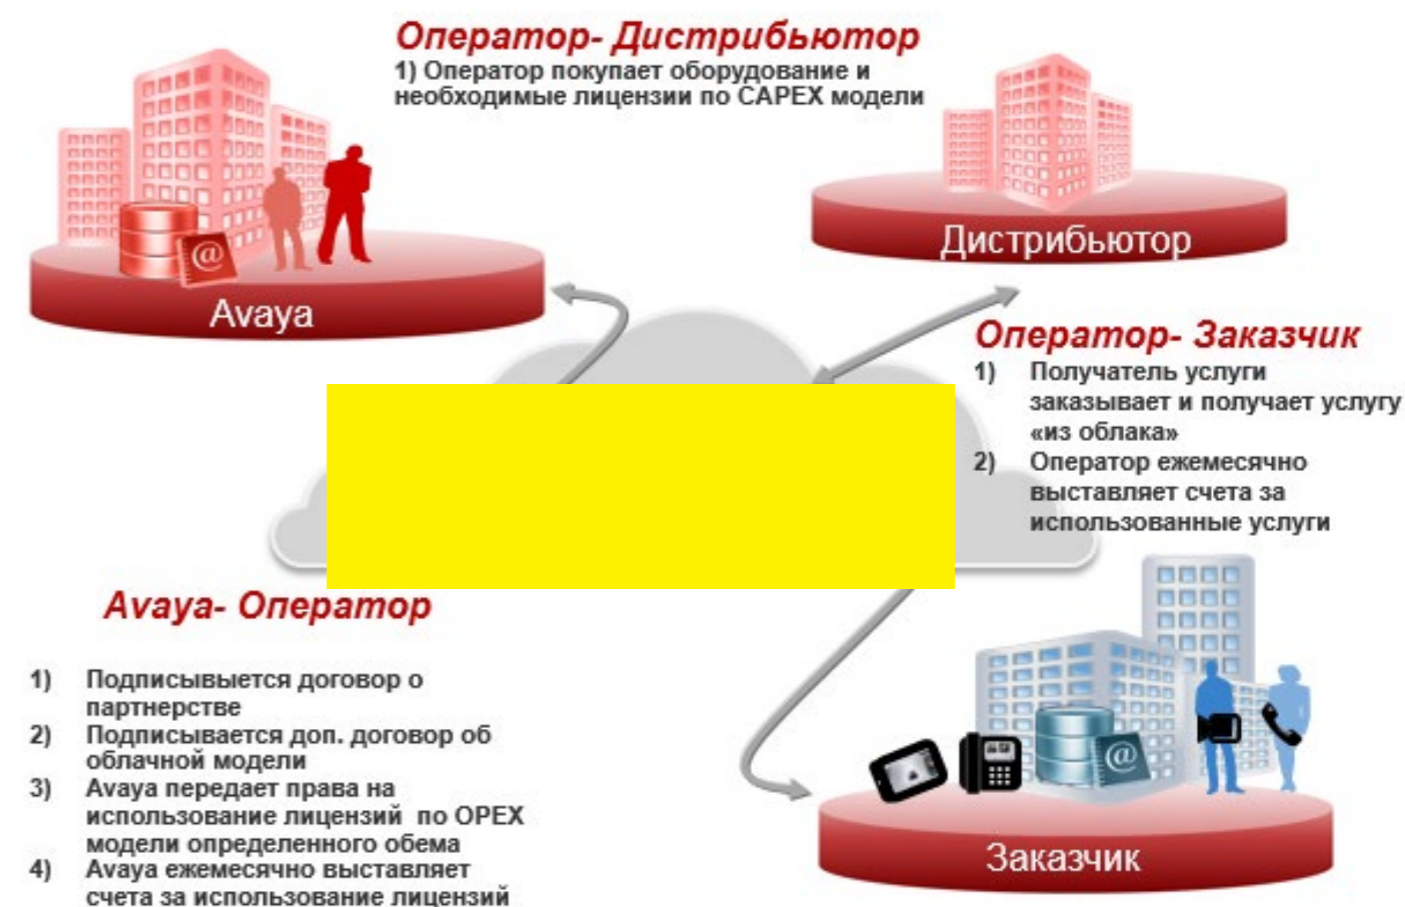 Оператор- Дистрибьютор
1) Оператор покупает оборудование и
необходимые лицензии по CAPEX модели
Avaya
Дистрибьютор
Оператор- Заказчик
1) Получатель услуги
заказывает и получает услугу
«из облака»
2) Оператор ежемесячно
выставляет счета за
использованные услуги
Avaya- Оператор
1) Подписывыется договор о
партнерстве
2) Подписывается доп. договор об
облачной модели
3) Avaya передает права на
использование лицензий по OPEX
модели определенного обема
4) Avaya ежемесячно выставляет
счета за использование лицензий
Заказчик